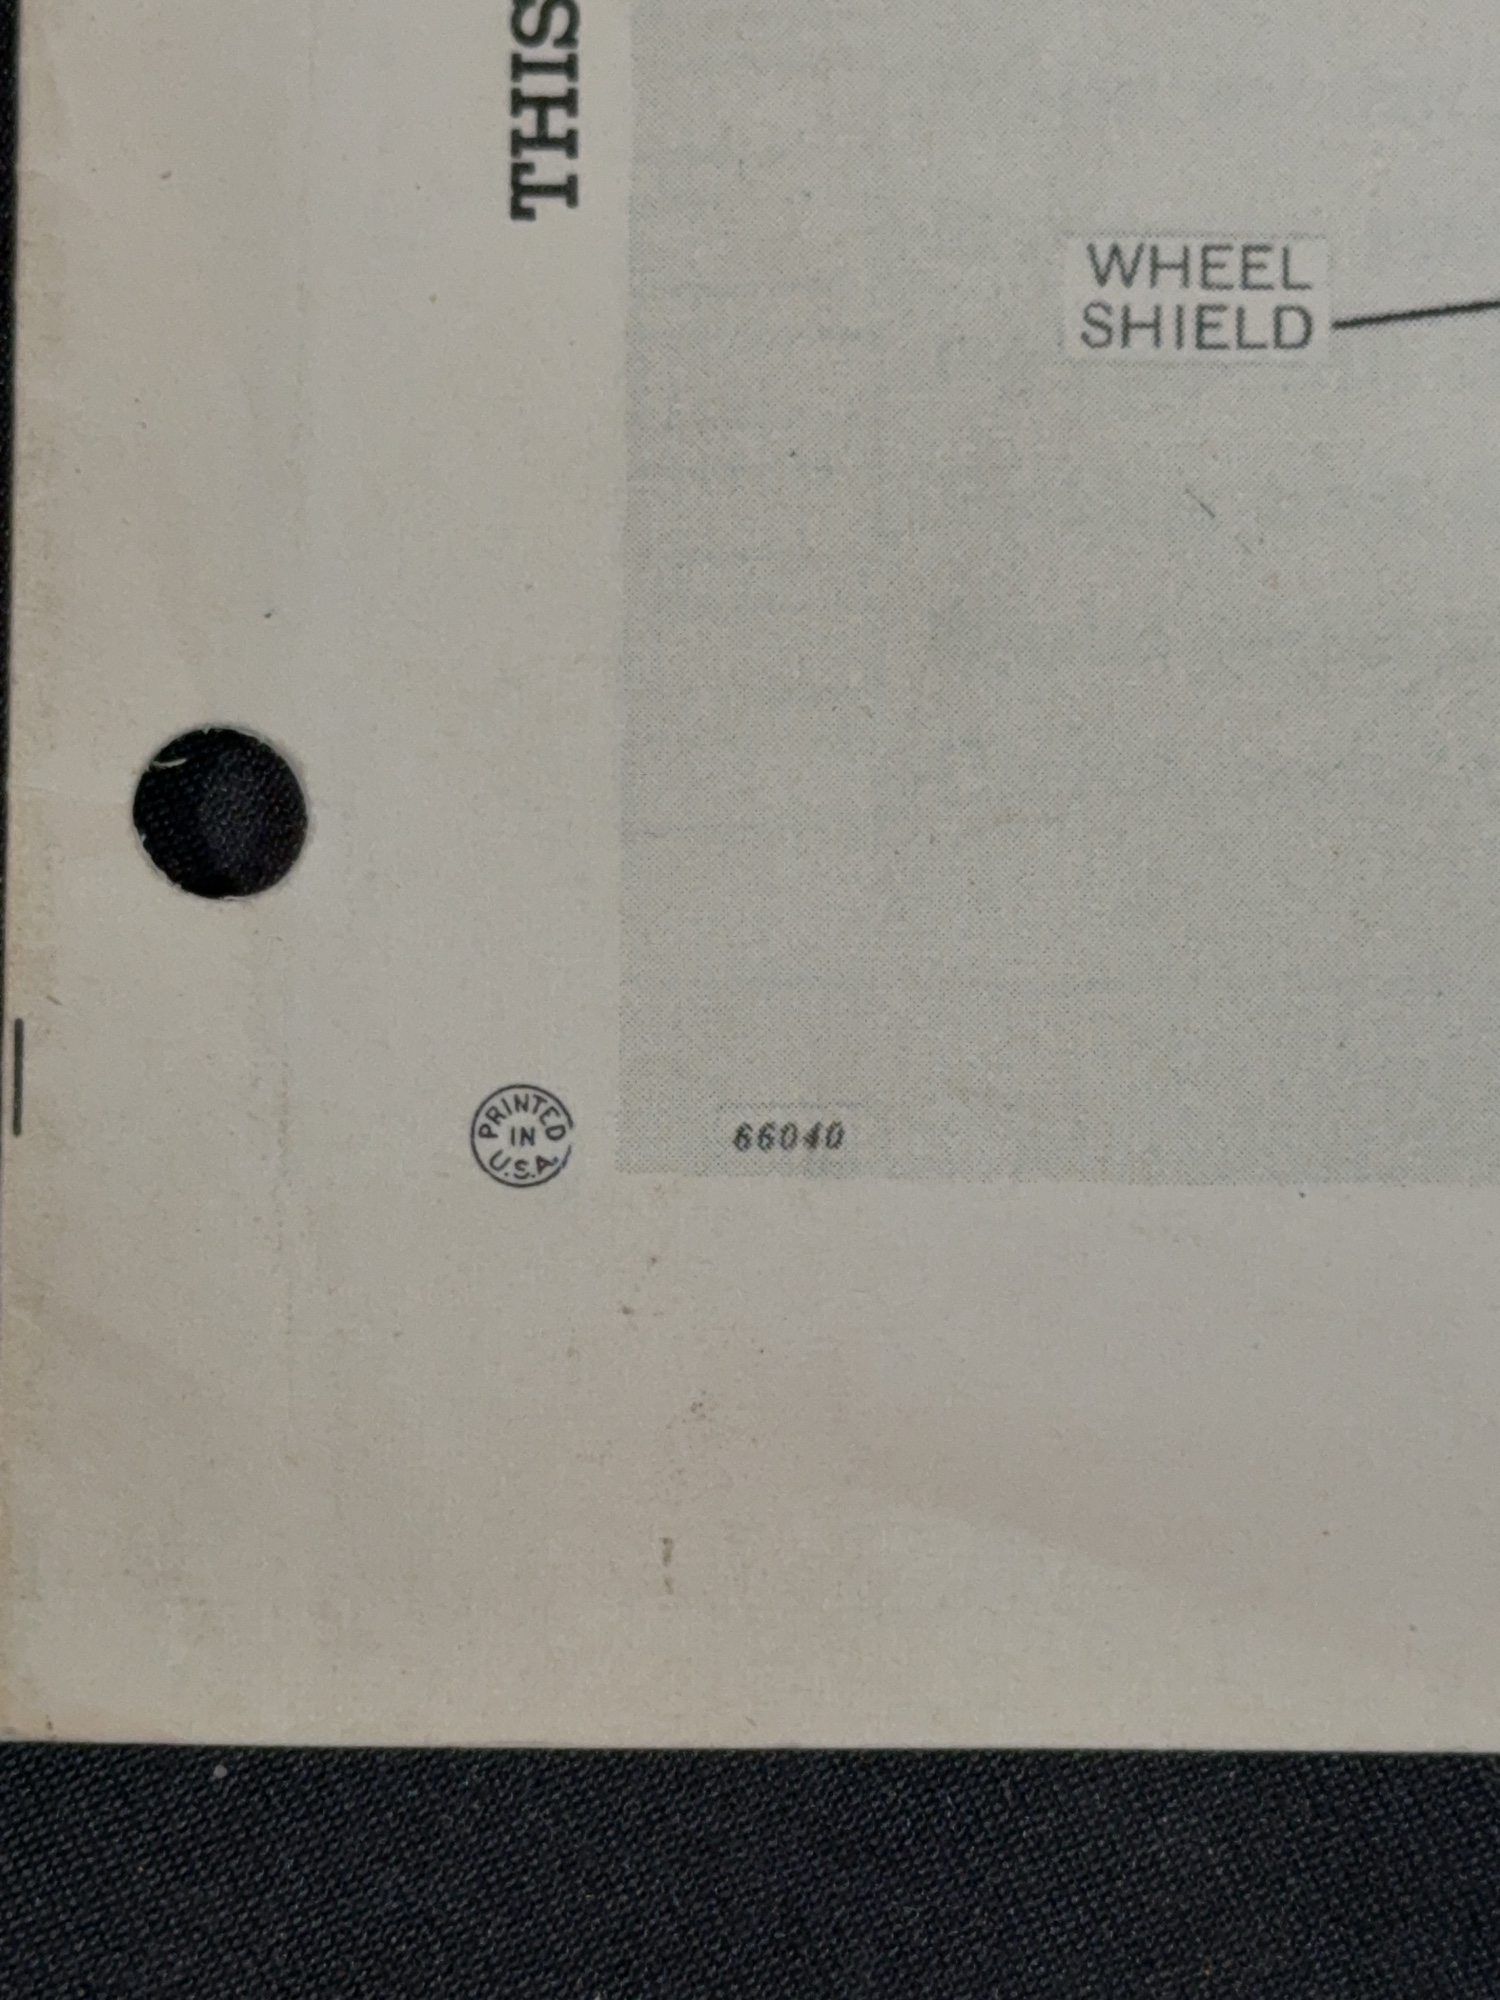 THIS
WHEEL
SHIELD
PRINTED
IN
U.S.A.
66040